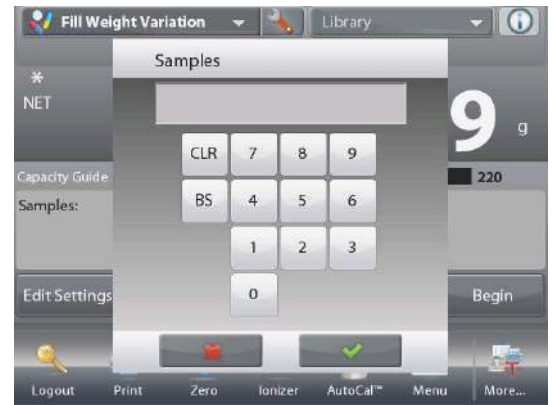 Fill Weight Variation
Library
Samples
*
NET
9 g
CLR 7 8 9
Capacity Guide
220
Samples:
BS 4 5 6
1 2 3
Edit Settings
0
Begin
Logout Print Zero Ionizer AutoCal™ Menu More...